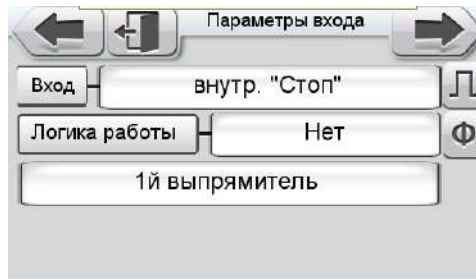 Параметры входа
Вход внутр. "Стоп"
Логика работы Нет
Ф
1й выпрямитель